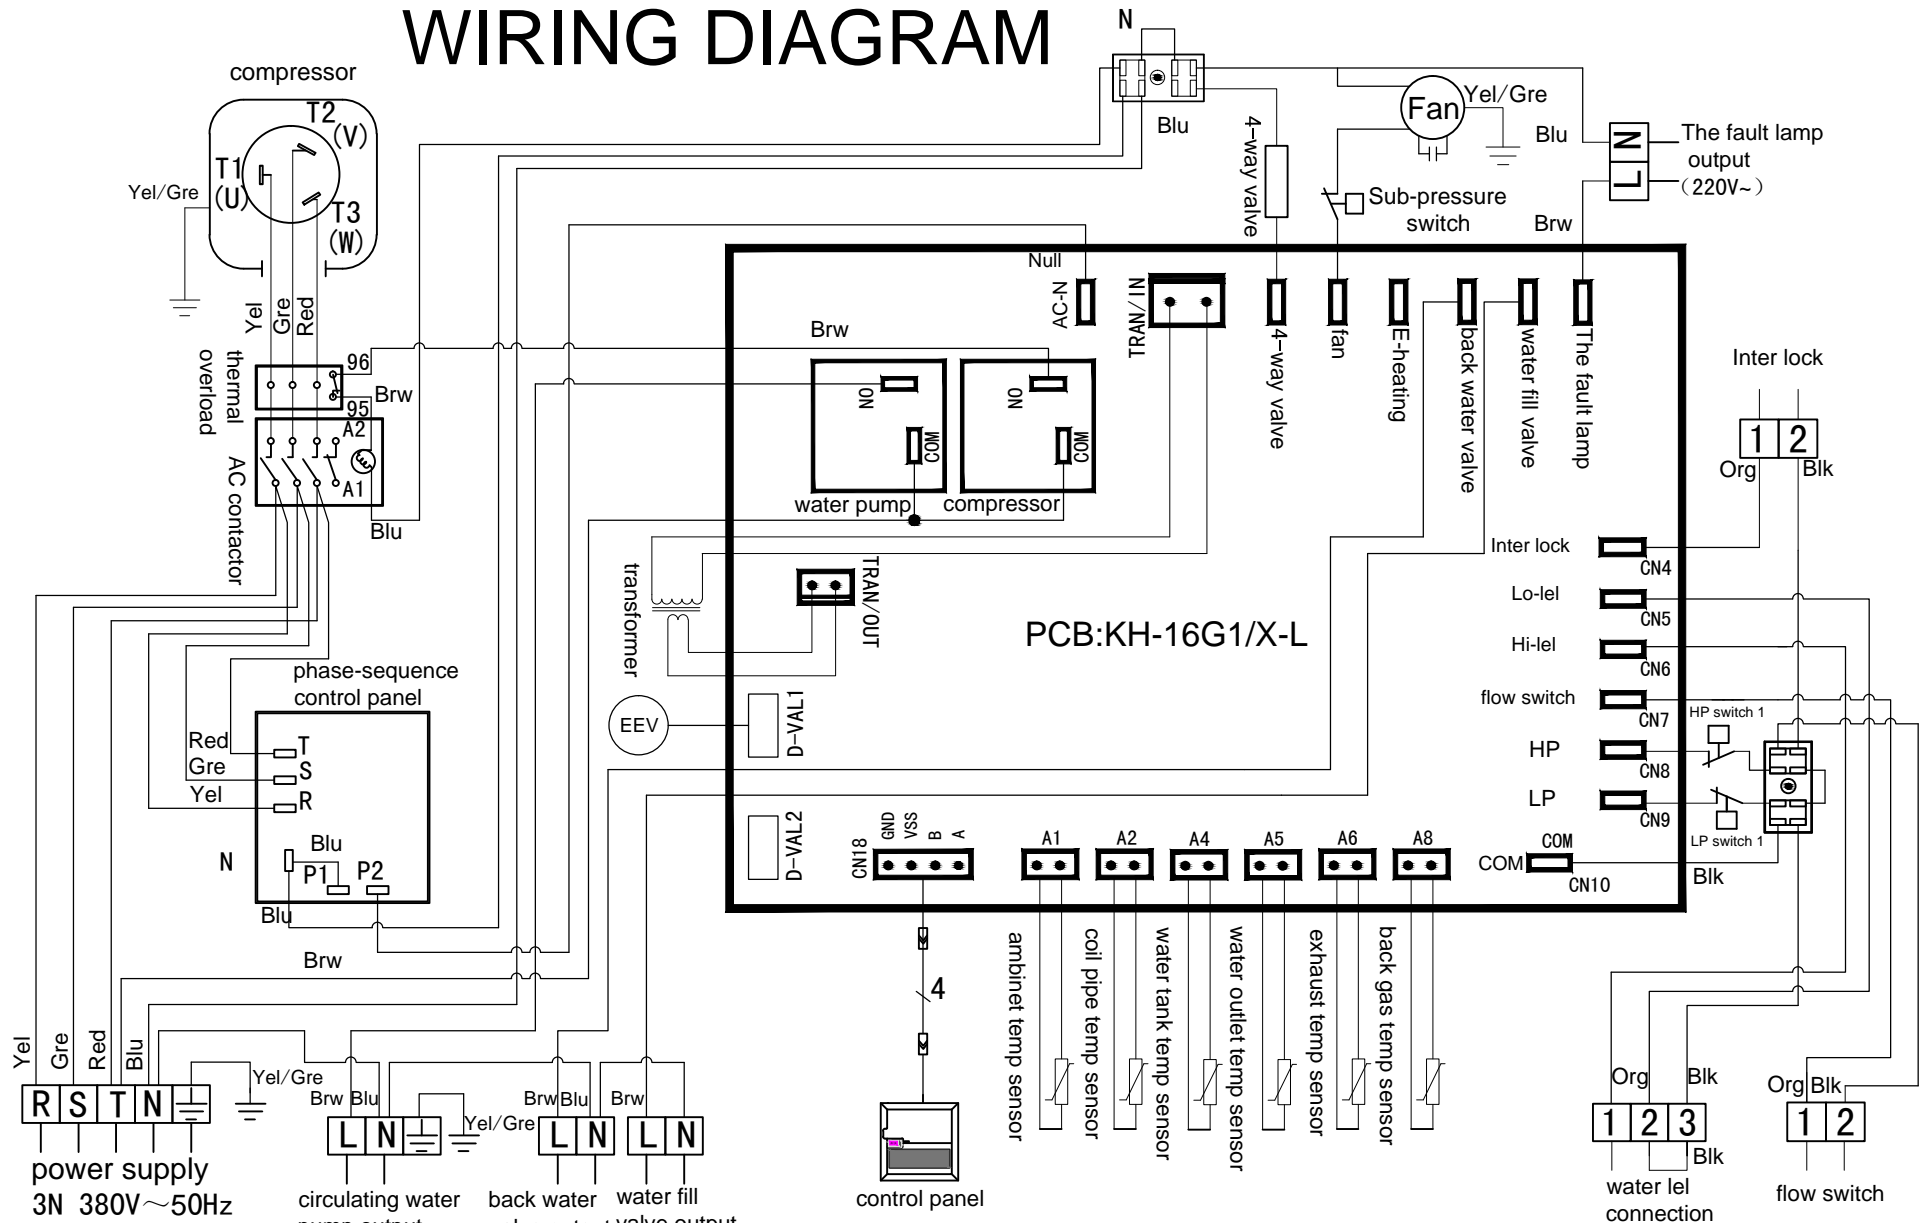 WIRING DIAGRAM
compressor
T2
(V)
T1
(U)
T3
(W)
Yel/Gre
Yel
Gre
Red
thermal
overload
96
95
Brw
A2
A1
AC contactor
Blu
phase-sequence
control panel
Red
Gre
Yel
T
S
R
N
Blu
P1
P2
Blu
Brw
Yel
Gre
Red
Blu
Yel/Gre
R S T N
power supply
3N 380V～50Hz
Brw Blu
L N
Yel/Gre
circulating water
Brw Blu
L N
back water
Brw
L N
water fill
valve output
N
Blu
4-way valve
Fan
Yel/Gre
Sub-pressure
switch
Blu
Brw
N
L
The fault lamp
output
(220V~)
Null
AC-N
TRAN/IN
4-way valve
fan
E-heating
back water valve
water fill valve
The fault lamp
Brw
NO
COM
water pump
NO
COM
compressor
transformer
TRAN/OUT
PCB:KH-16G1/X-L
EEV
D-VAL1
D-VAL2
CN18
GND
VSS
B
A
4
control panel
A1
A2
A4
A5
A6
A8
ambinet temp sensor
coil pipe temp sensor
water tank temp sensor
water outlet temp sensor
exhaust temp sensor
back gas temp sensor
Inter lock
1 2
Org
Blk
Inter lock
CN4
Lo-lel
CN5
Hi-lel
CN6
flow switch
CN7
HP
CN8
LP
CN9
COM
COM
CN10
HP switch 1
LP switch 1
Blk
Org
Blk
1 2 3
Blk
water lel
connection
Org Blk
1 2
flow switch